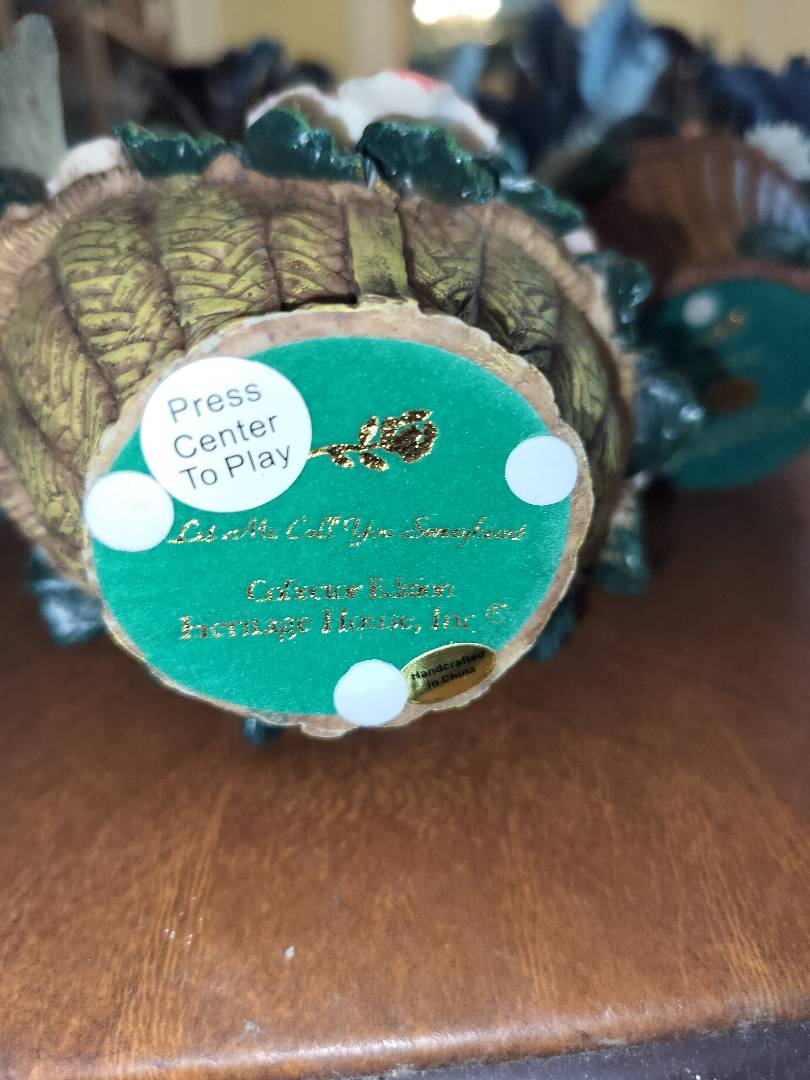 Press
Center
To Play
Let Me Call You Sweetheart
Collector Edition
Heritage House, Inc ©
Handcrafted
in China